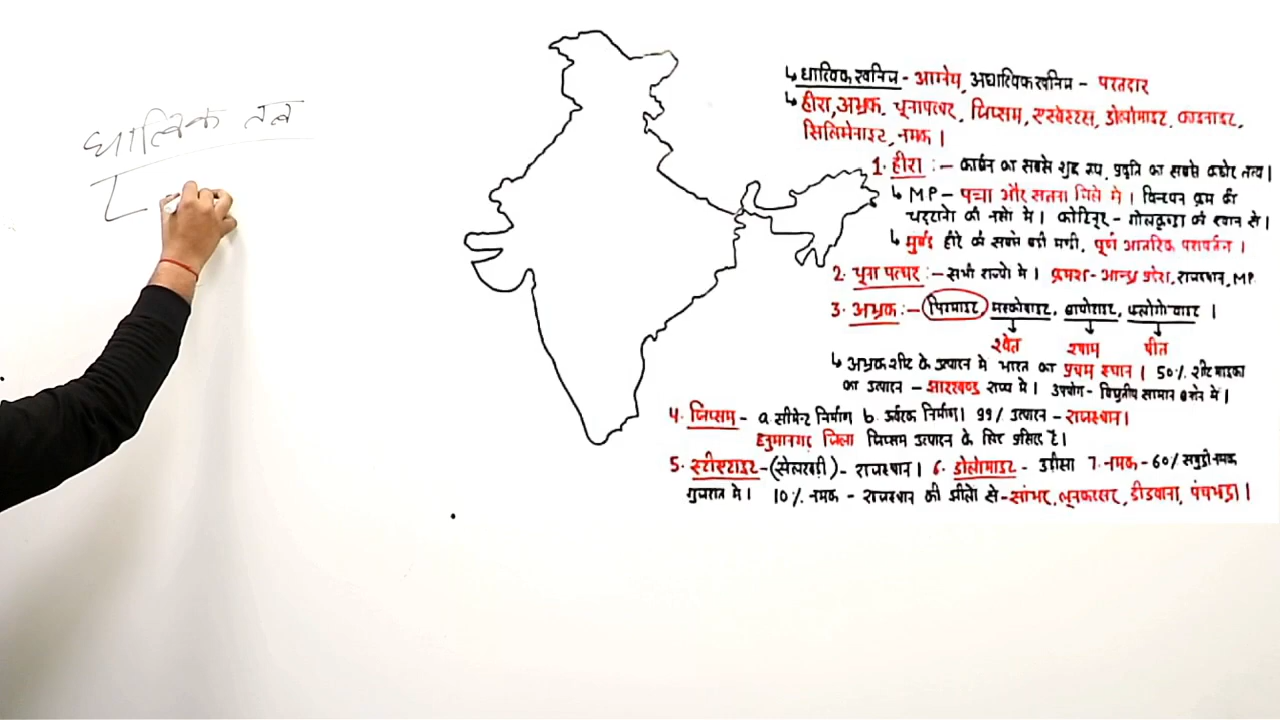 धात्विक तत्व
↳ धात्विक खनिज - आग्नेय, अधात्विक खनिज - परतदार
↳ हीरा, अभ्रक, चूनापत्थर, जिप्सम, एस्बेस्टस, डोलोमाइट, काइनाइट,
सिलिमेनाइट, नमक।
1. हीरा :- कार्बन का सबसे शुद्ध रूप, प्रकृति का सबसे कठोर तत्व।
↳ MP - पन्ना और सतना जिले मे। विन्ध्यन क्रम की
चट्टानो की नसो मे। कोहिनूर - गोलकुण्डा की खान से।
↳ मुंबई हीरे की सबसे बडी मण्डी, पूर्ण आंतरिक परावर्तन।
2. चूना पत्थर :- सभी राज्यो मे। क्रमश - आन्ध्र प्रदेश, राजस्थान, MP
3. अभ्रक :- मस्कोवाइट, बायोटाइट, फ्लोगोवाइट।
श्वेत श्याम पीत
↳ अभ्रक शीट के उत्पादन मे भारत का प्रथम स्थान। 50% शीट माइका
का उत्पादन - झारखण्ड राज्य मे। उपयोग - विद्युतीय सामान बनाने में।
4. जिप्सम - a. सीमेन्ट निर्माण b. उर्वरक निर्माण। 99% उत्पादन - राजस्थान।
हनुमानगढ़ जिला जिप्सम उत्पादन के लिए प्रसिद्ध है।
5. स्टीएटाइट - (सेलखड़ी) - राजस्थान। 6. डोलोमाइट - उड़ीसा 7. नमक - 60% समुद्री नमक
गुजरात मे। 10% नमक - राजस्थान की झीलो से - सांभर, लूनकरसर, डीडवाना, पंचभद्रा।